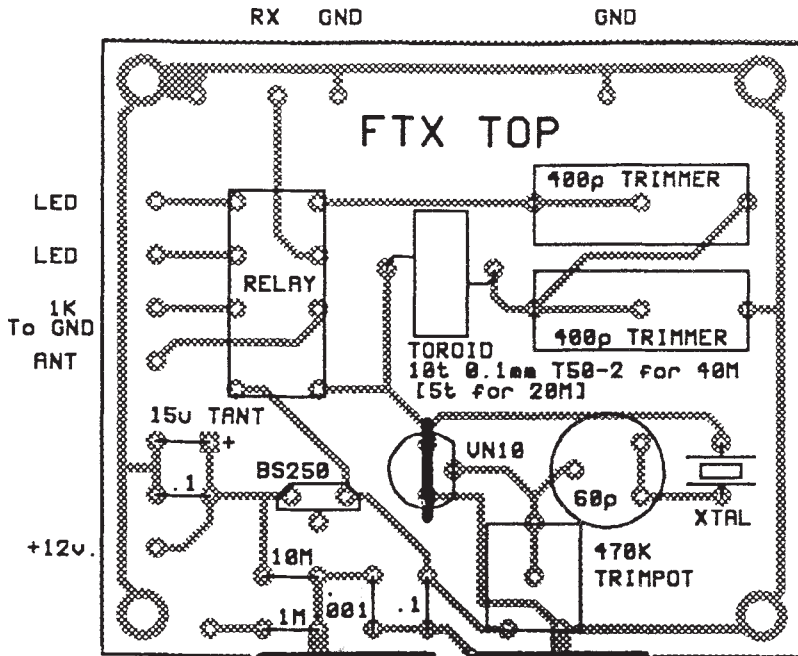 RX GND GND
FTX TOP
400p TRIMMER
LED
LED
RELAY
1K
To GND
ANT
400p TRIMMER
TOROID
18t 0.1mm T50-2 for 40M
[5t for 20M]
15u TANT
+
VN10
BS250
.1
60p
XTAL
+12v.
10M
470K
TRIMPOT
1M
.001
.1